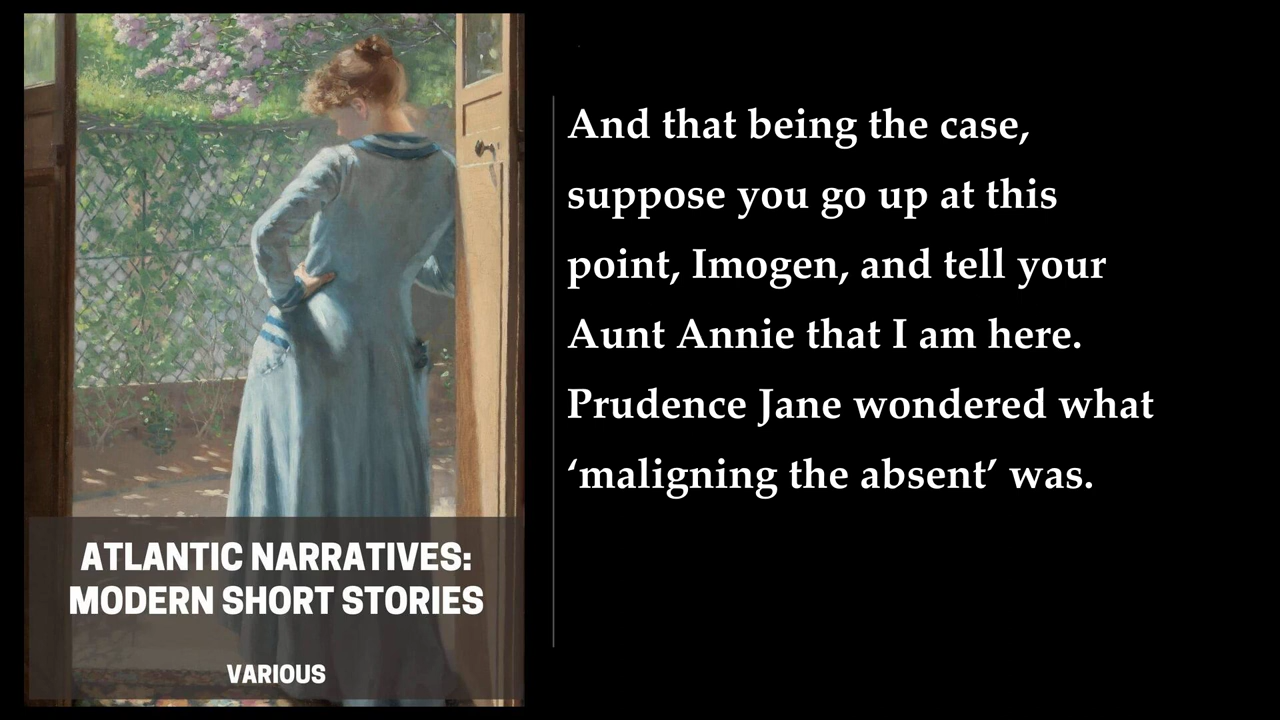 And that being the case,
suppose you go up at this
point, Imogen, and tell your
Aunt Annie that I am here.
Prudence Jane wondered what
‘maligning the absent’ was.
ATLANTIC NARRATIVES:
MODERN SHORT STORIES
VARIOUS